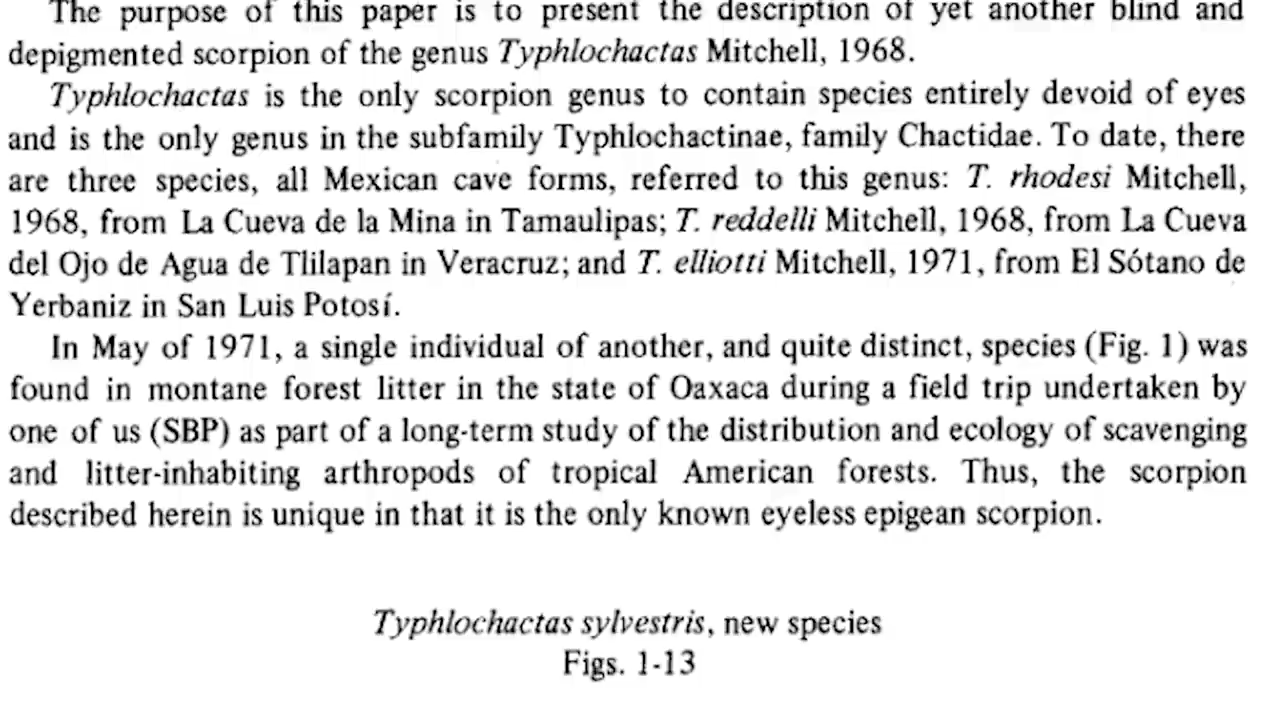 The purpose of this paper is to present the description of yet another blind and
depigmented scorpion of the genus Typhlochactas Mitchell, 1968.
Typhlochactas is the only scorpion genus to contain species entirely devoid of eyes
and is the only genus in the subfamily Typhlochactinae, family Chactidae. To date, there
are three species, all Mexican cave forms, referred to this genus: T. rhodesi Mitchell,
1968, from La Cueva de la Mina in Tamaulipas; T. reddelli Mitchell, 1968, from La Cueva
del Ojo de Agua de Tlilapan in Veracruz; and T. elliotti Mitchell, 1971, from El Sótano de
Yerbaniz in San Luis Potosí.
In May of 1971, a single individual of another, and quite distinct, species (Fig. 1) was
found in montane forest litter in the state of Oaxaca during a field trip undertaken by
one of us (SBP) as part of a long-term study of the distribution and ecology of scavenging
and litter-inhabiting arthropods of tropical American forests. Thus, the scorpion
described herein is unique in that it is the only known eyeless epigean scorpion.
Typhlochactas sylvestris, new species
Figs. 1-13